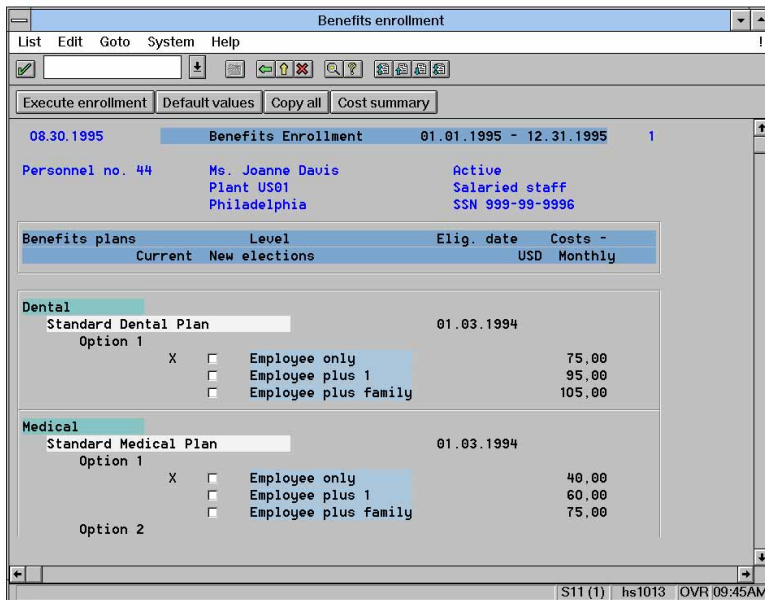 Benefits enrollment
List Edit Goto System Help !
Execute enrollment Default values Copy all Cost summary
08.30.1995 Benefits Enrollment 01.01.1995 - 12.31.1995 1
Personnel no. 44 Ms. Joanne Davis Active
Plant US01 Salaried staff
Philadelphia SSN 999-99-9996
Benefits plans Level Elig. date Costs -
Current New elections USD Monthly
Dental
Standard Dental Plan 01.03.1994
Option 1
X Employee only 75,00
Employee plus 1 95,00
Employee plus family 105,00
Medical
Standard Medical Plan 01.03.1994
Option 1
X Employee only 40,00
Employee plus 1 60,00
Employee plus family 75,00
Option 2
S11 (1) hs1013 OVR 09:45AM